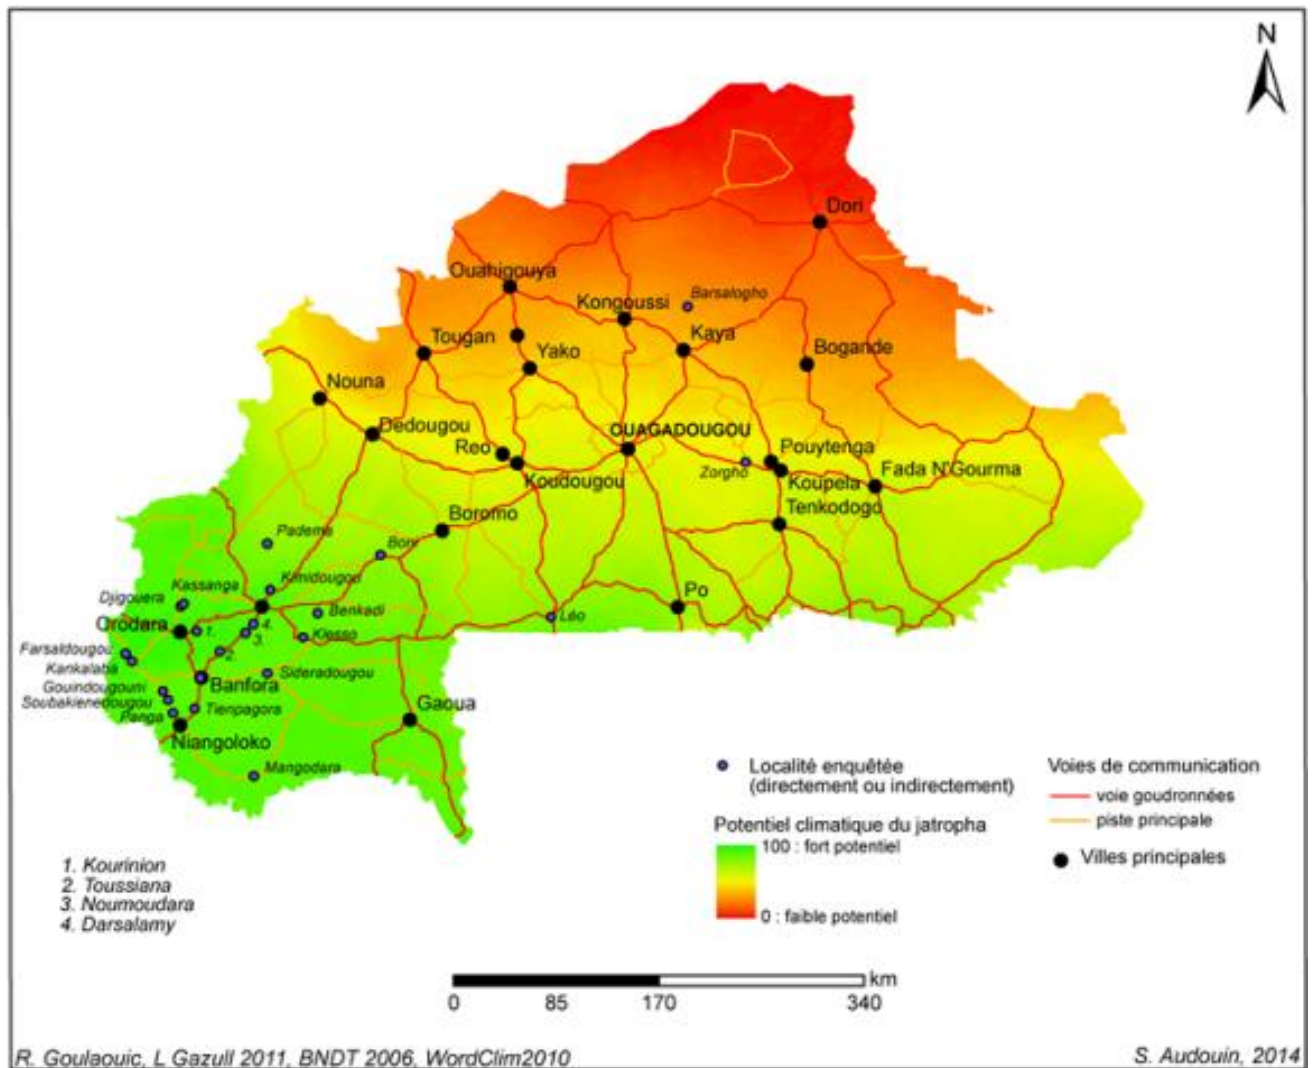 N
Dori
Ouahigouya
Kongoussi
Barsalogho
Tougan
Kaya
Yako
Bogande
Nouna
Dedougou
OUAGADOUGOU
Reo
Pouytenga
Zorgho
Koudougou
Koupela
Fada N'Gourma
Tenkodogo
Boromo
Padema
Boni
Kassanga
Kimidougou
Djigouera
Benkadi
Po
Léo
Orodara
1.
4.
3.
Klesso
2.
Farsaldougou
Kankalaba
Sideradougou
Banfora
Gouindougouni
Soubakienedougou
Tienpagora
Panga
Gaoua
Niangoloko
Mangodara
Localité enquêtée
(directement ou indirectement)
Potentiel climatique du jatropha
100 : fort potentiel
0 : faible potentiel
Voies de communication
voie goudronnées
piste principale
Villes principales
1. Kourinion
2. Toussiana
3. Noumoudara
4. Darsalamy
km
0 85 170 340
R. Goulaouic, L Gazull 2011, BNDT 2006, WordClim2010
S. Audouin, 2014